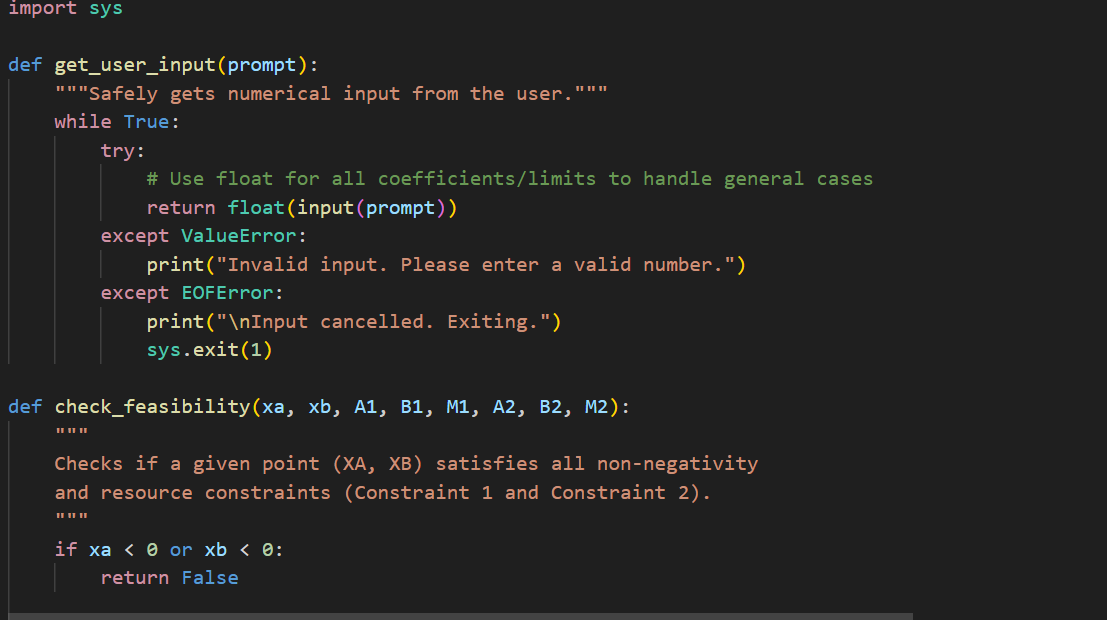 import sys
def get_user_input(prompt):
"""Safely gets numerical input from the user."""
while True:
try:
# Use float for all coefficients/limits to handle general cases
return float(input(prompt))
except ValueError:
print("Invalid input. Please enter a valid number.")
except EOFError:
print("\nInput cancelled. Exiting.")
sys.exit(1)
def check_feasibility(xa, xb, A1, B1, M1, A2, B2, M2):
"""
Checks if a given point (XA, XB) satisfies all non-negativity
and resource constraints (Constraint 1 and Constraint 2).
"""
if xa < 0 or xb < 0:
return False